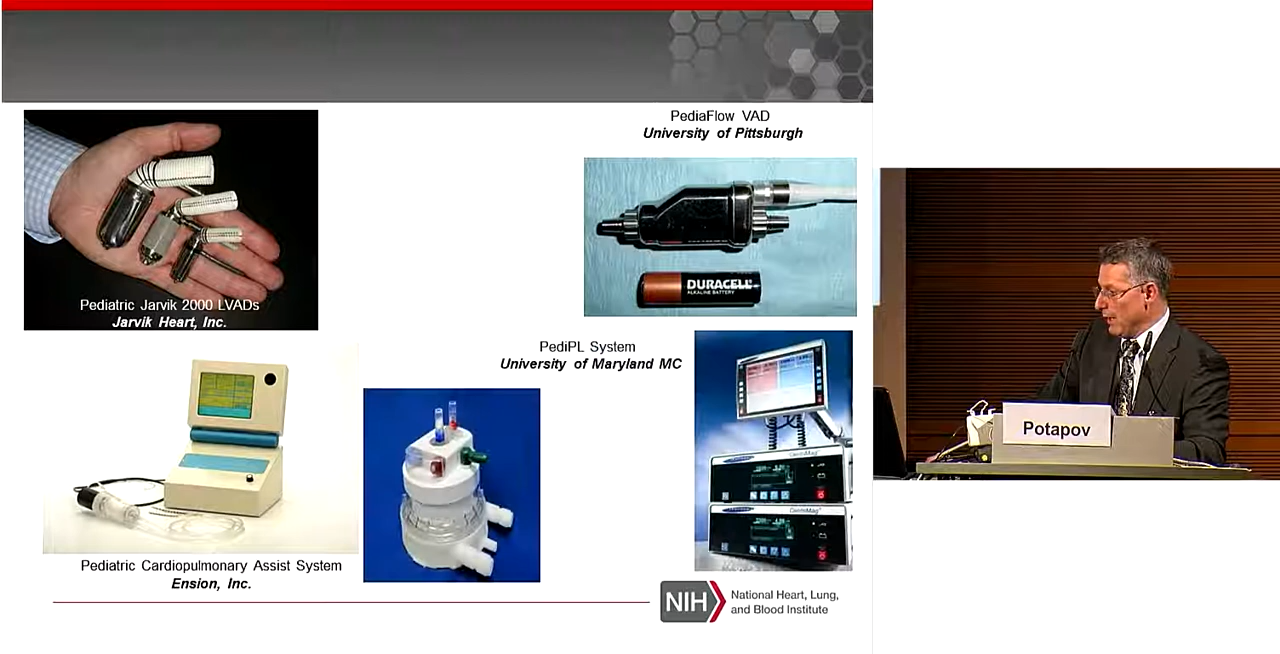 PediaFlow VAD
University of Pittsburgh
DURACELL
ALKALINE BATTERY
Pediatric Jarvik 2000 LVADs
Jarvik Heart, Inc.
PediPL System
University of Maryland MC
CentriMag
CentriMag
Pediatric Cardiopulmonary Assist System
Ension, Inc.
NIH
National Heart, Lung,
and Blood Institute
Potapov